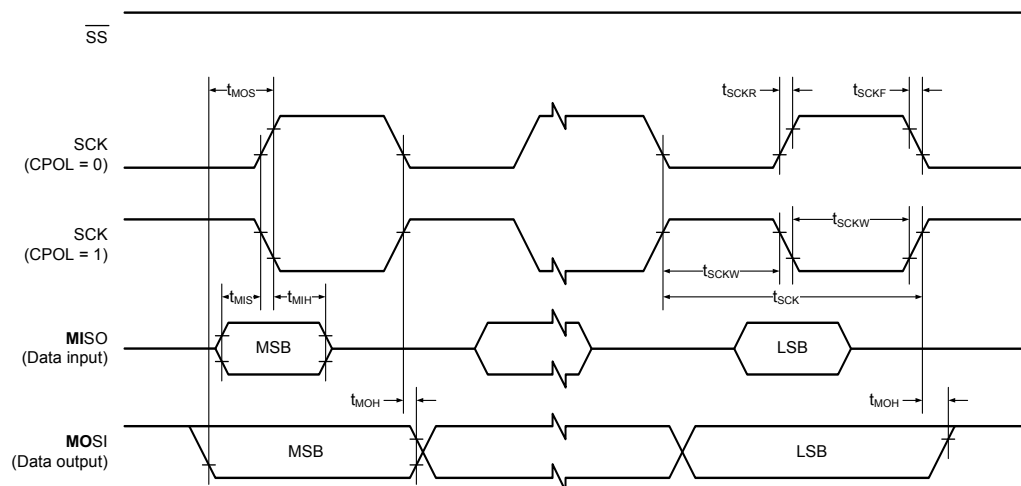 SS
tMOS
tSCKR
tSCKF
SCK
(CPOL = 0)
SCK
(CPOL = 1)
tSCKW
tSCKW
tMIS
tMIH
tSCK
MISO
(Data input)
MSB
LSB
tMOH
tMOH
MOSI
(Data output)
MSB
LSB